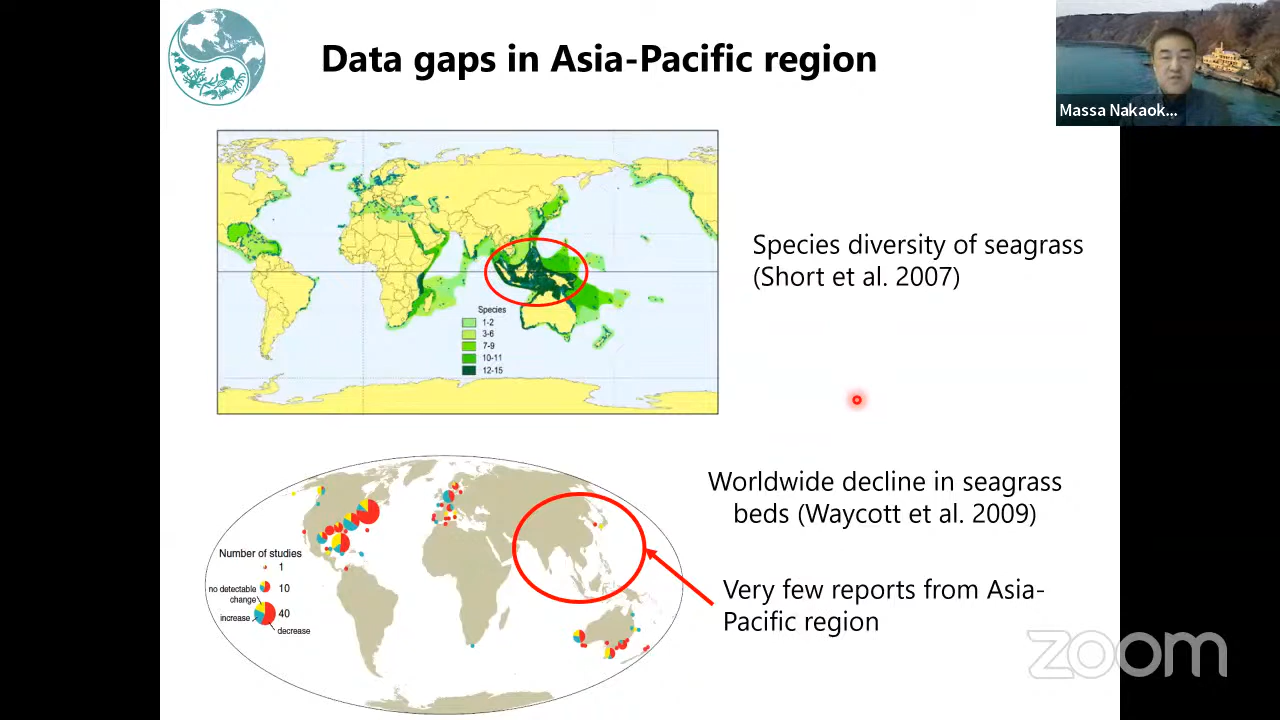 Data gaps in Asia-Pacific region
Massa Nakaok...
Species diversity of seagrass
(Short et al. 2007)
Species
1-2
3-6
7-9
10-11
12-15
Worldwide decline in seagrass
beds (Waycott et al. 2009)
Number of studies
1
no detectable
change
10
increase
40
decrease
Very few reports from Asia-
Pacific region
zoom